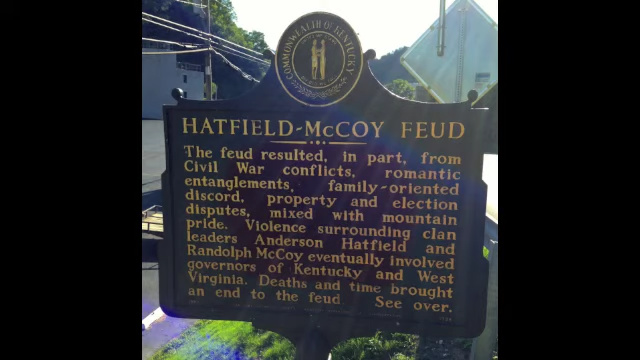 COMMONWEALTH OF KENTUCKY
HATFIELD-McCOY FEUD
The feud resulted, in part, from
Civil War conflicts, romantic
entanglements, family-oriented
discord, property and election
disputes, mixed with mountain
pride. Violence surrounding clan
leaders Anderson Hatfield and
Randolph McCoy eventually involved
governors of Kentucky and West
Virginia. Deaths and time brought
an end to the feud. See over.